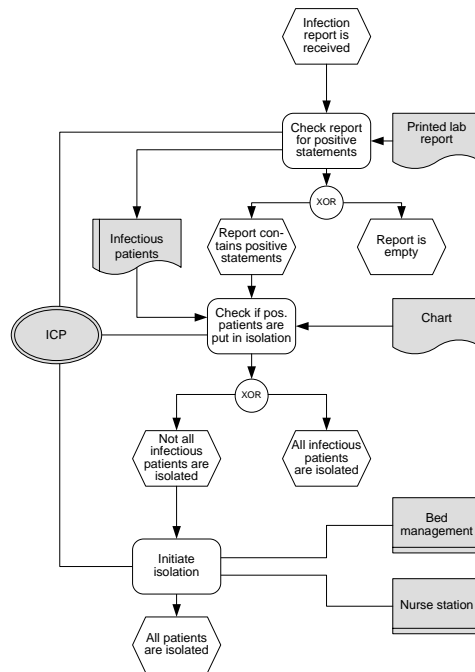 Infection
report is
received
Check report
for positive
statements
Printed lab
report
XOR
Infectious
patients
Report con-
tains positive
statements
Report is
empty
ICP
Check if pos.
patients are
put in isolation
Chart
XOR
Not all
infectious
patients are
isolated
All infectious
patients
are isolated
Bed
management
Initiate
isolation
Nurse station
All patients
are isolated